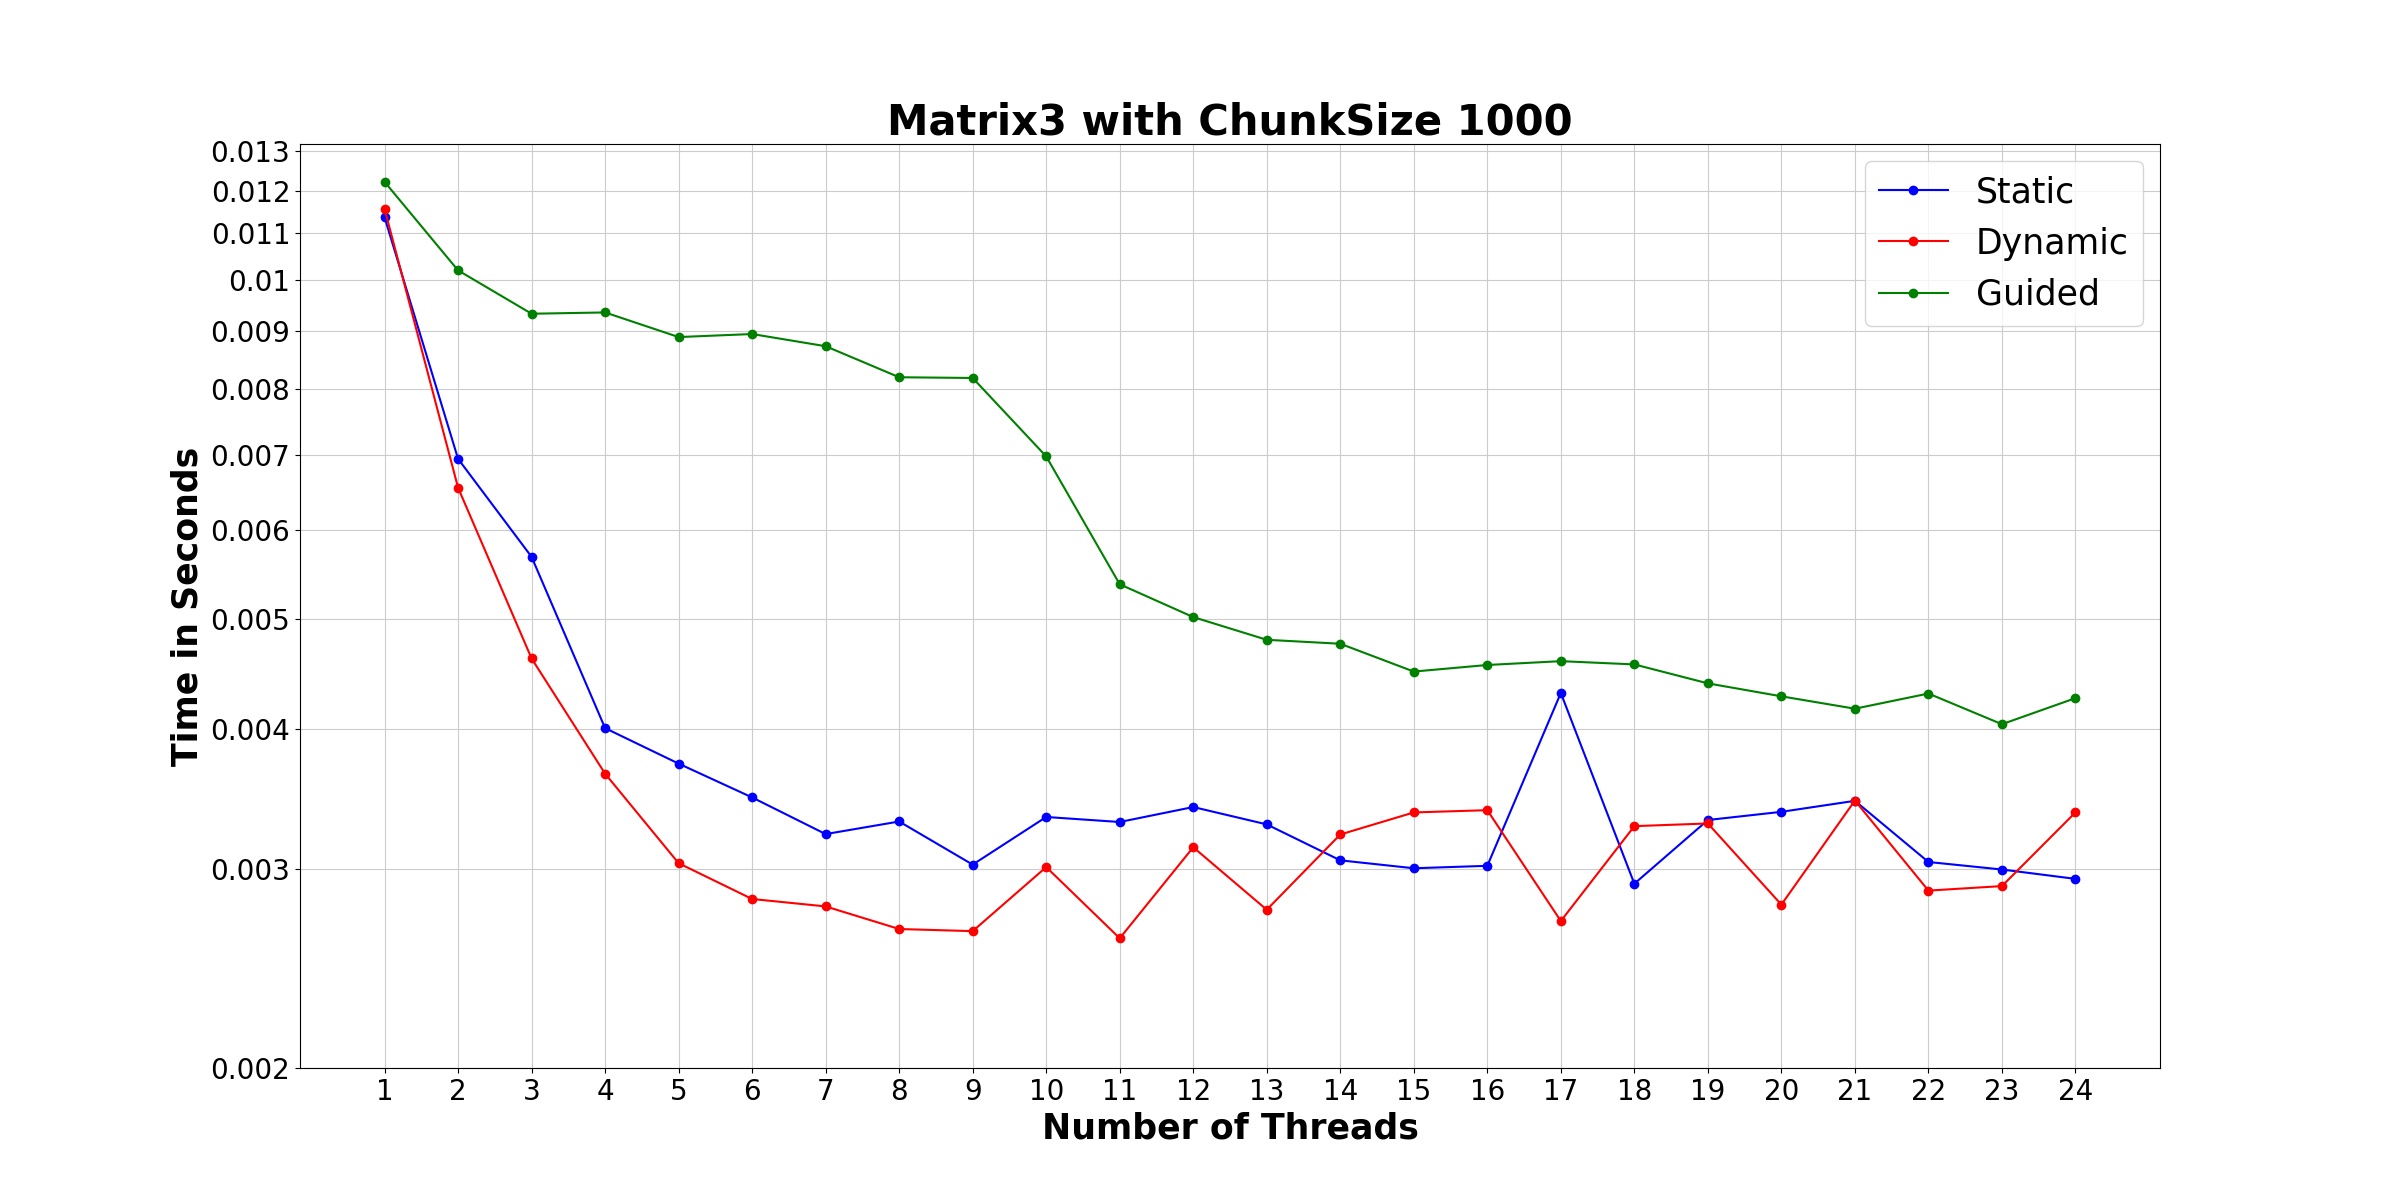 Matrix3 with ChunkSize 1000
0.013
0.012
0.011
0.01
0.009
0.008
0.007
0.006
0.005
0.004
0.003
0.002
Time in Seconds
Static
Dynamic
Guided
1 2 3 4 5 6 7 8 9 10 11 12 13 14 15 16 17 18 19 20 21 22 23 24
Number of Threads